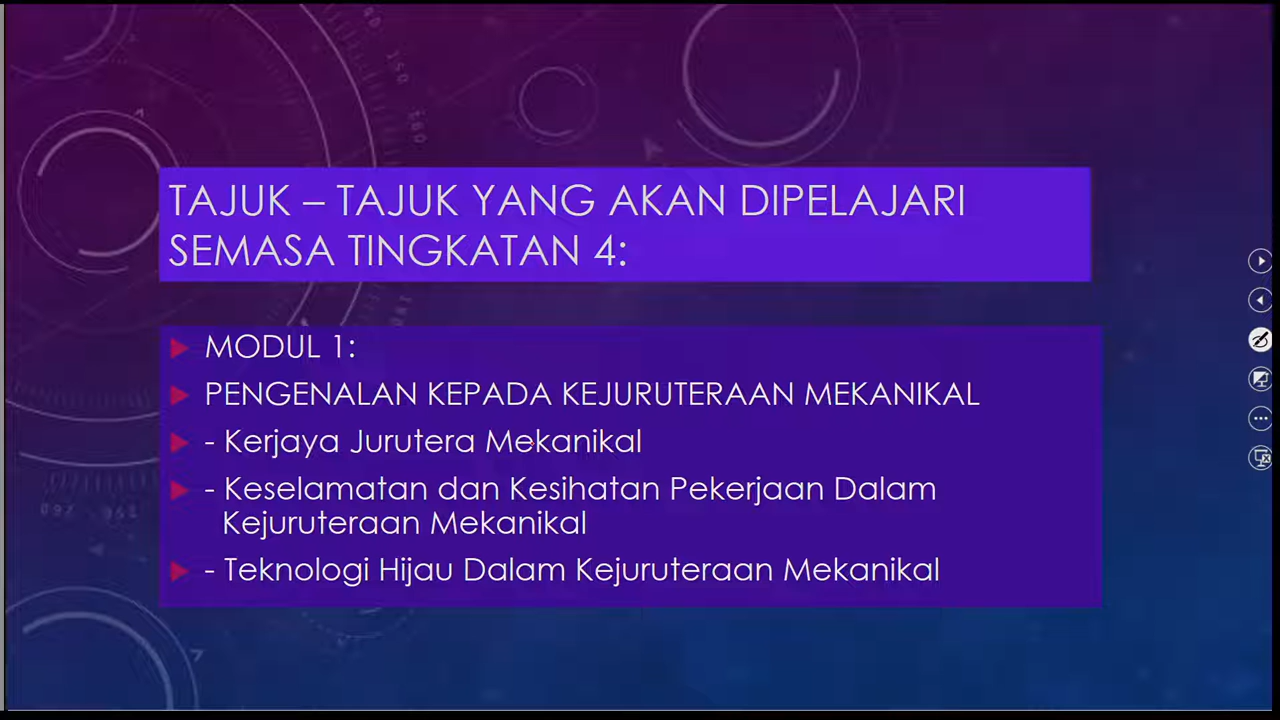 TAJUK – TAJUK YANG AKAN DIPELAJARI
SEMASA TINGKATAN 4:
MODUL 1:
PENGENALAN KEPADA KEJURUTERAAN MEKANIKAL
- Kerjaya Jurutera Mekanikal
- Keselamatan dan Kesihatan Pekerjaan Dalam
Kejuruteraan Mekanikal
- Teknologi Hijau Dalam Kejuruteraan Mekanikal